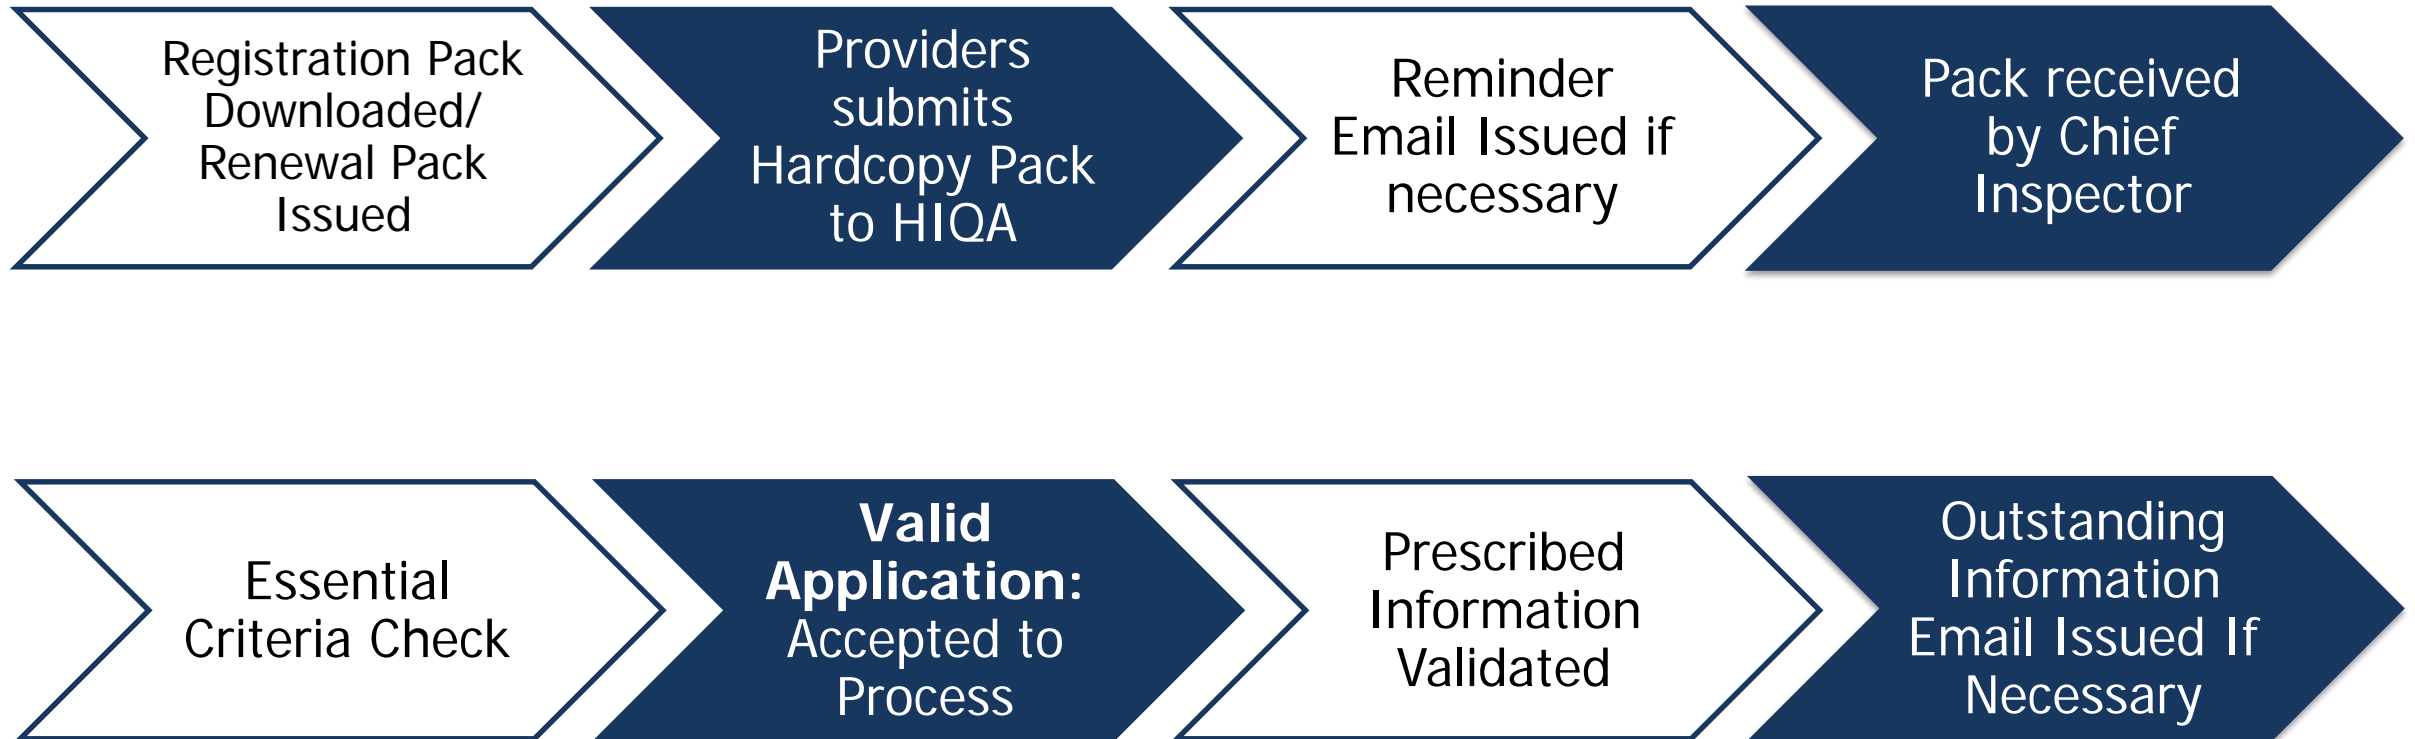 Registration Pack
Downloaded/
Renewal Pack
Issued
Providers
submits
Hardcopy Pack
to HIQA
Reminder
Email Issued if
necessary
Pack received
by Chief
Inspector
Essential
Criteria Check
Valid
Application:
Accepted to
Process
Prescribed
Information
Validated
Outstanding
Information
Email Issued If
Necessary